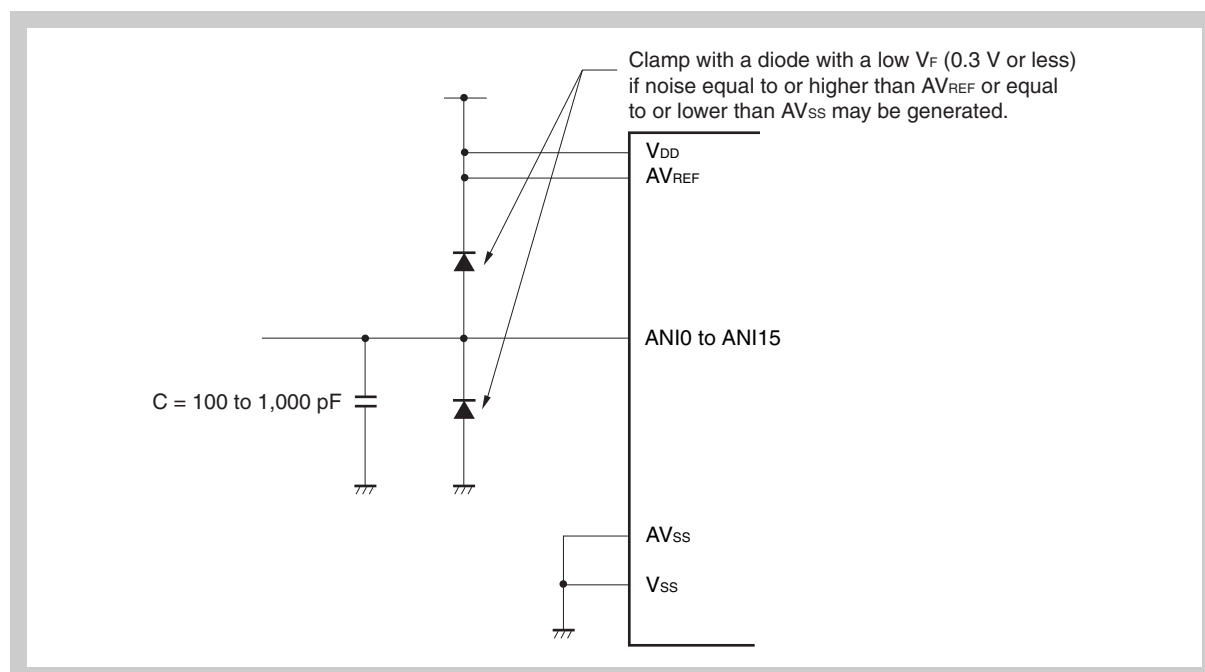 Clamp with a diode with a low VF (0.3 V or less)
if noise equal to or higher than AVREF or equal
to or lower than AVSS may be generated.
VDD
AVREF
ANI0 to ANI15
C = 100 to 1,000 pF
AVSS
VSS